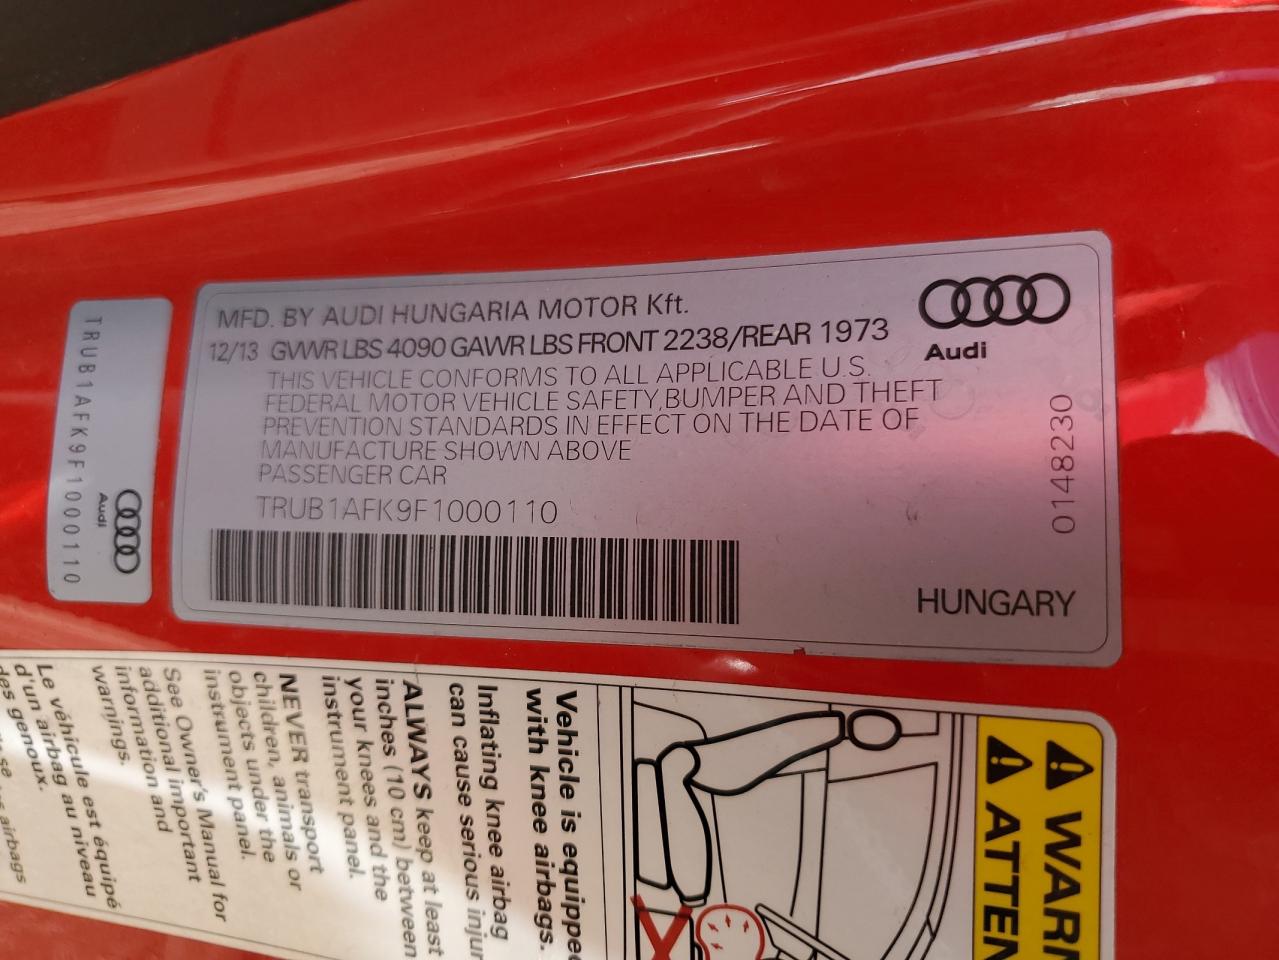 MFD. BY AUDI HUNGARIA MOTOR Kft.
12/13 GVWR LBS 4090 GAWR LBS FRONT 2238/REAR 1973
THIS VEHICLE CONFORMS TO ALL APPLICABLE U.S.
FEDERAL MOTOR VEHICLE SAFETY, BUMPER AND THEFT
PREVENTION STANDARDS IN EFFECT ON THE DATE OF
MANUFACTURE SHOWN ABOVE
PASSENGER CAR
TRUB1AFK9F1000110
Audi
0148230
HUNGARY
TRUB1AFK9F1000110
Audi
Vehicle is
with knee airbags.
Inflating knee airbag
can cause serious
ALWAYS keep at least
inches (10 cm) between
your knees and the
instrument panel.
NEVER transport
children, animals or
objects under the
instrument panel.
See Owner's Manual for
additional important
information and
warnings.
Le véhicule est équipé
d'un airbag au niveau
des genoux.
airbags